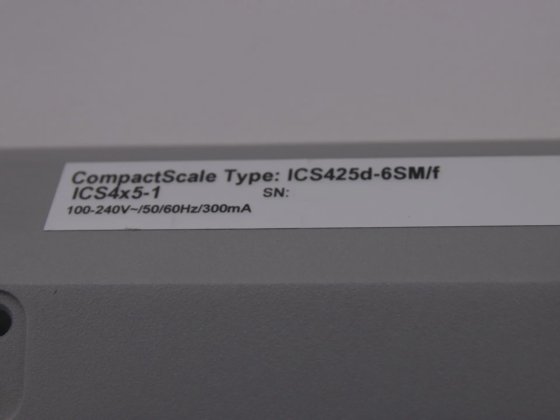 CompactScale Type: ICS425d-6SM/f
ICS4x5-1 SN:
100-240V~/50/60Hz/300mA